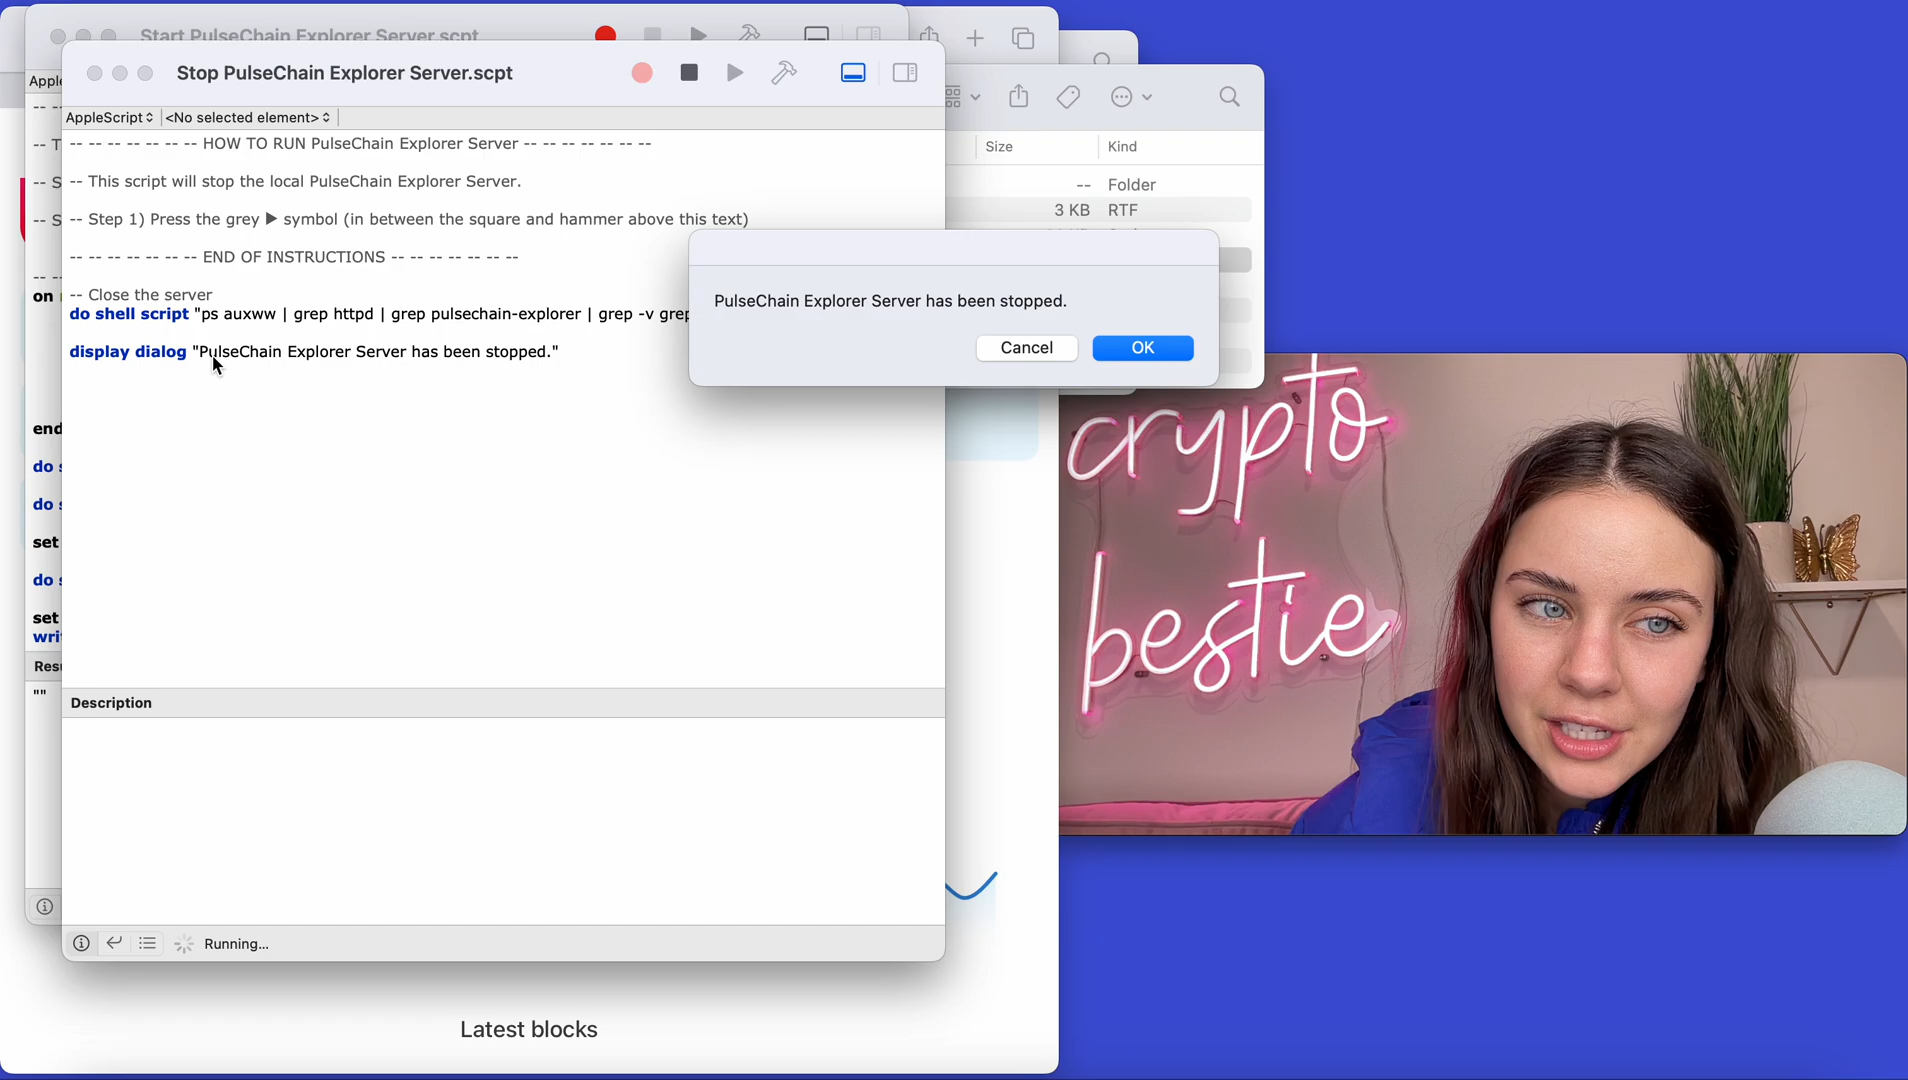 Start PulseChain Explorer Server.scpt
Stop PulseChain Explorer Server.scpt
AppleScript
<No selected element>
-- -- -- -- -- -- -- HOW TO RUN PulseChain Explorer Server -- -- -- -- -- -- --
-- This script will stop the local PulseChain Explorer Server.
-- Step 1) Press the grey ▶ symbol (in between the square and hammer above this text)
-- -- -- -- -- -- -- END OF INSTRUCTIONS -- -- -- -- -- -- --
-- Close the server
do shell script "ps auxww | grep httpd | grep pulsechain-explorer | grep -v grep
display dialog "PulseChain Explorer Server has been stopped."
Description
Running...
-- T
-- S
-- S
on
end
do
do
set
do
set
""
Size
Kind
--
Folder
3 KB
RTF
PulseChain Explorer Server has been stopped.
Cancel
OK
crypto
bestie
Latest blocks